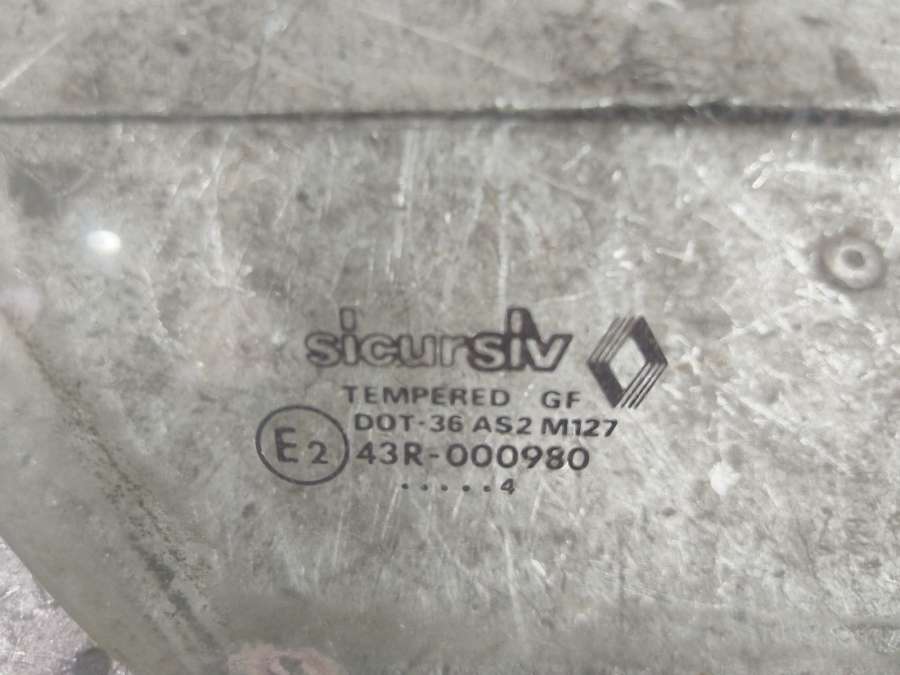 sicursiv
TEMPERED GF
DOT-36 AS2 M127
E2 43R-000980
.....4